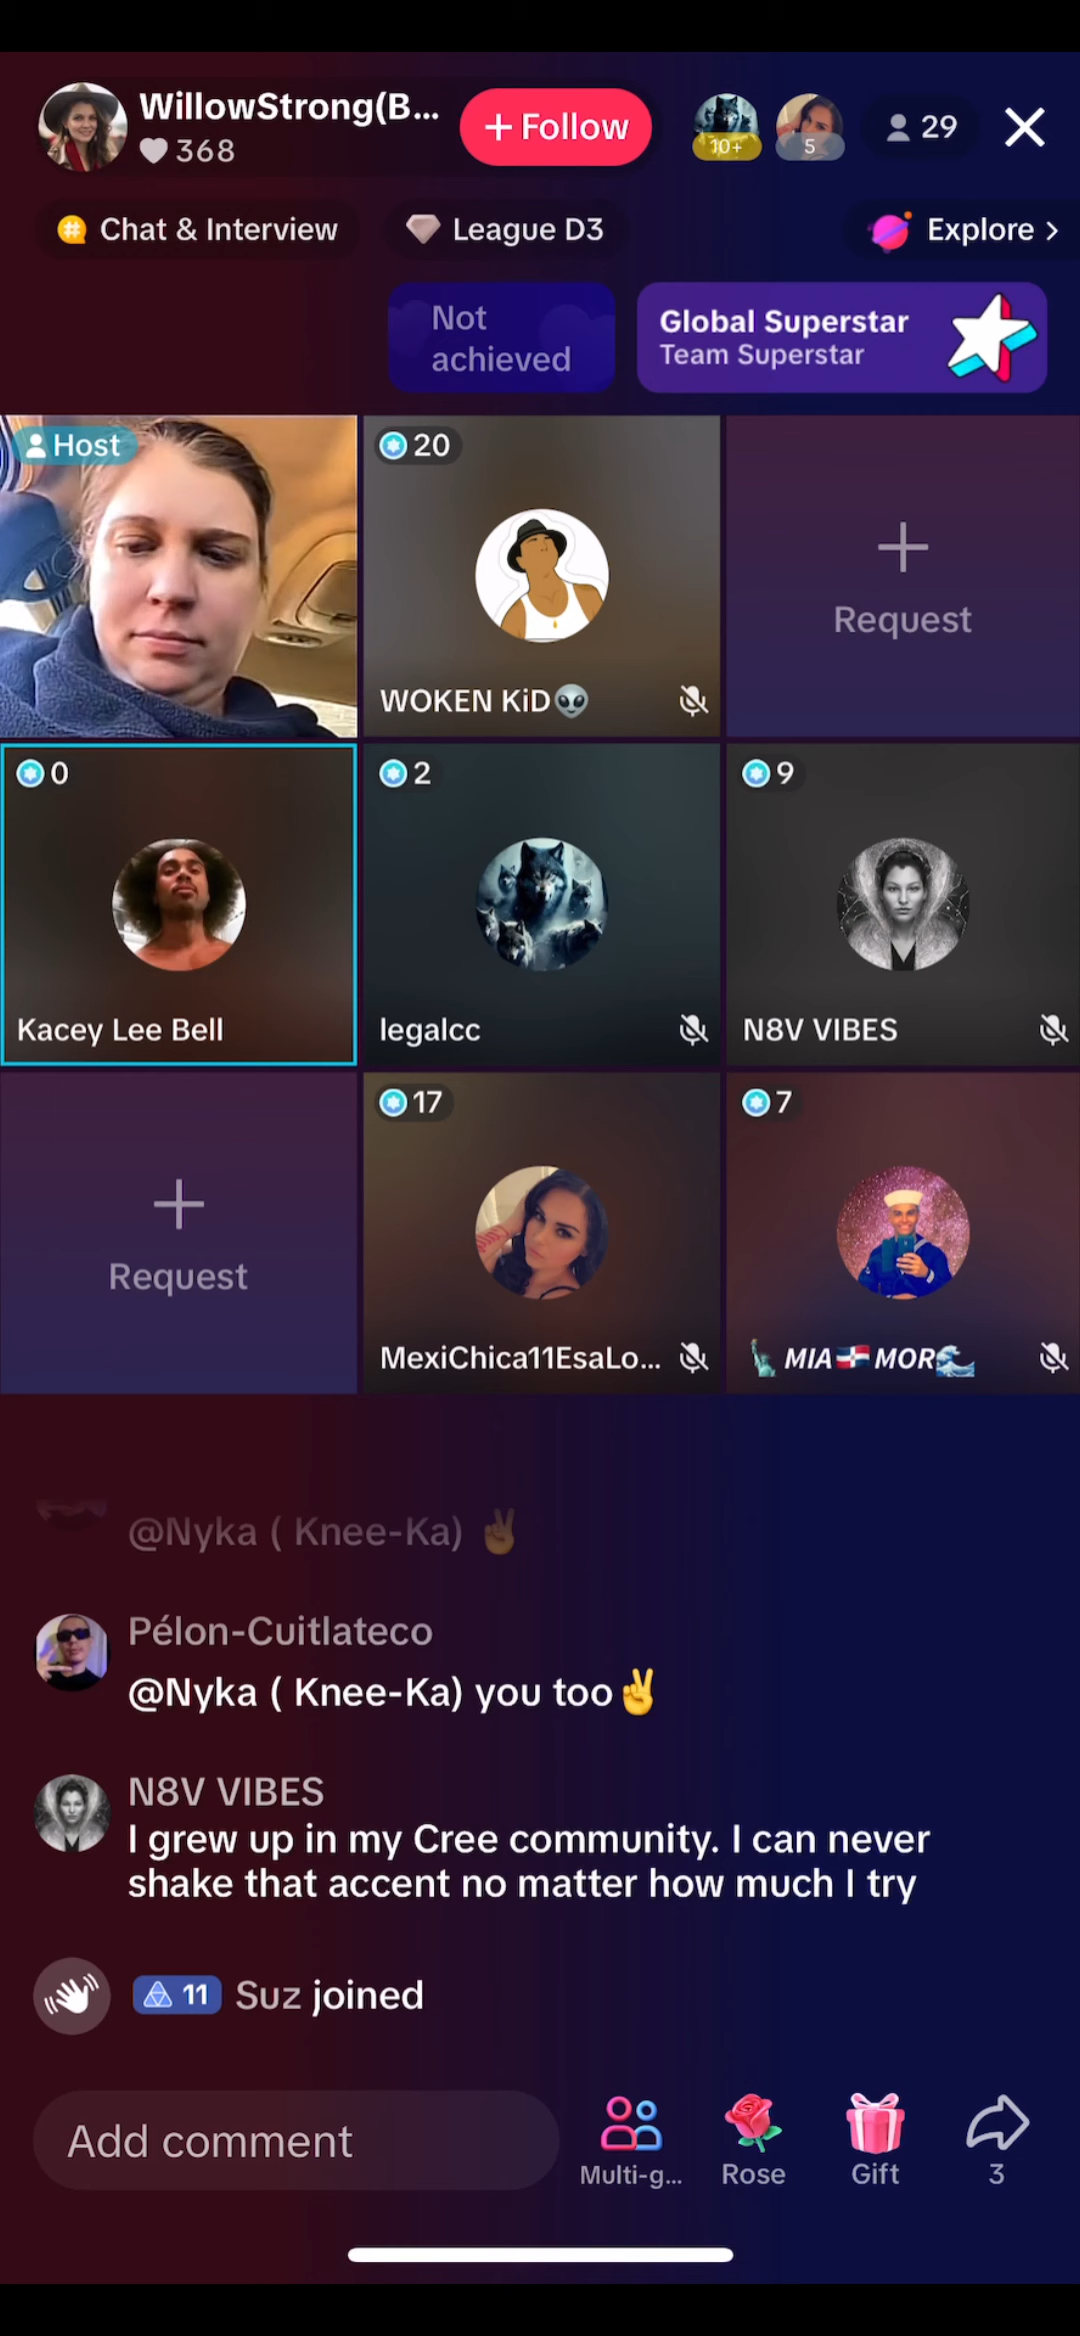 WillowStrong(B...
368
+ Follow
10+
5
29
Chat & Interview
League D3
Explore >
Not
achieved
Global Superstar
Team Superstar
Host
20
WOKEN KiD👽
Request
0
Kacey Lee Bell
2
legalcc
9
N8V VIBES
Request
17
MexiChica11EsaLo...
7
🗽MIA🇩🇴MOR🌊
@Nyka ( Knee-Ka) ✌️
Pélon-Cuitlateco
@Nyka ( Knee-Ka) you too✌️
N8V VIBES
I grew up in my Cree community. I can never
shake that accent no matter how much I try
11 Suz joined
Add comment
Multi-g...
Rose
Gift
3